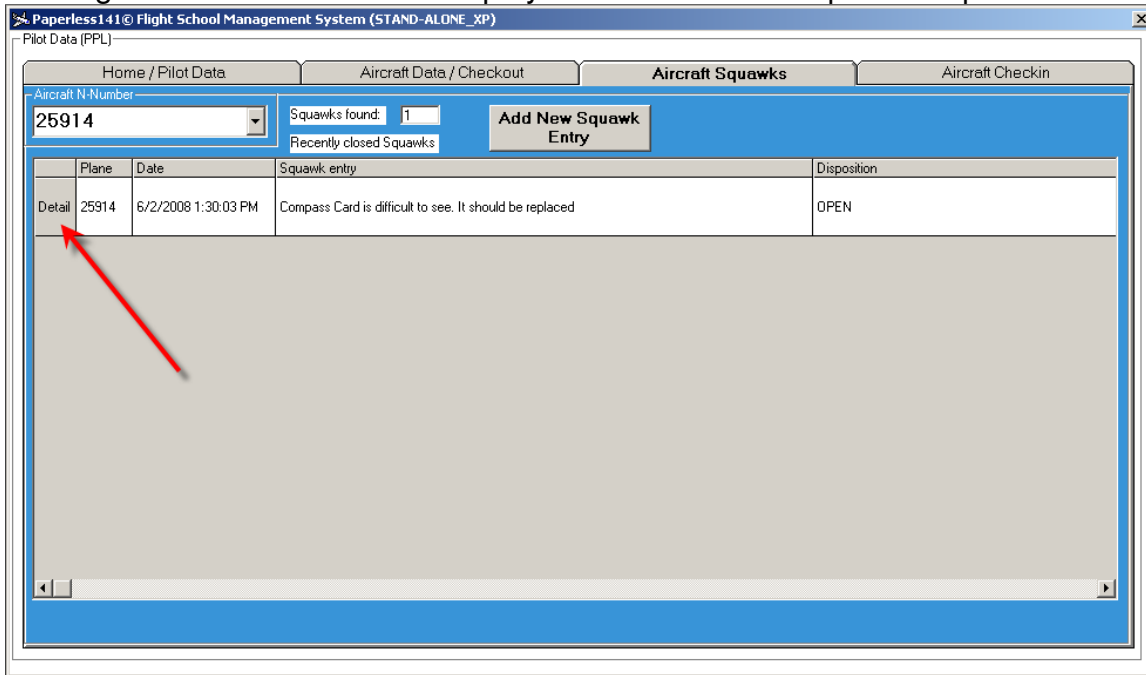 Paperless141© Flight School Management System (STAND-ALONE_XP)
Pilot Data (PPL)
Home / Pilot Data
Aircraft Data / Checkout
Aircraft Squawks
Aircraft Checkin
Aircraft N-Number
25914
Squawks found: 1
Recently closed Squawks
Add New Squawk
Entry
Plane Date Squawk entry Disposition
Detail 25914 6/2/2008 1:30:03 PM Compass Card is difficult to see. It should be replaced OPEN